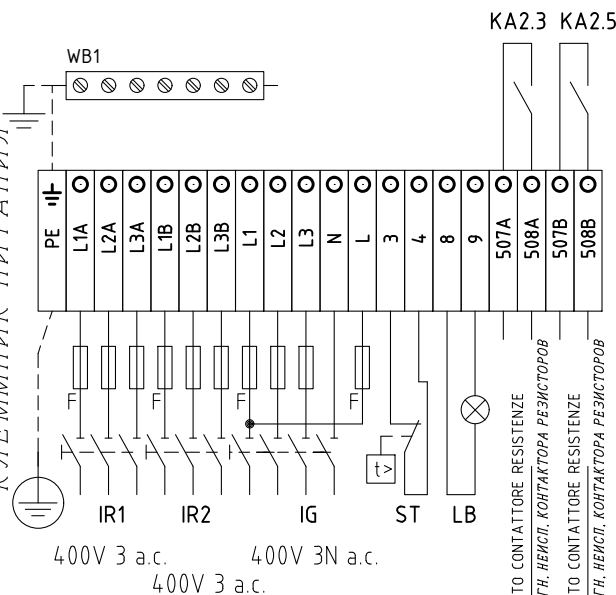 KA2.3 KA2.5
WB1
PE L1A L2A L3A L1B L2B L3B L1 L2 L3 N L 3 4 8 9 507A 508A 507B 508B
F F F F
t>
IR1 IR2 IG ST LB
400V 3 a.c. 400V 3N a.c.
400V 3 a.c.
КЛЕММНИК ПИТАНИЯ
TO CONTATTORE RESISTENZE
ГН. НЕИСП. КОНТАКТОРА РЕЗИСТОРОВ
TO CONTATTORE RESISTENZE
ГН. НЕИСП. КОНТАКТОРА РЕЗИСТОРОВ